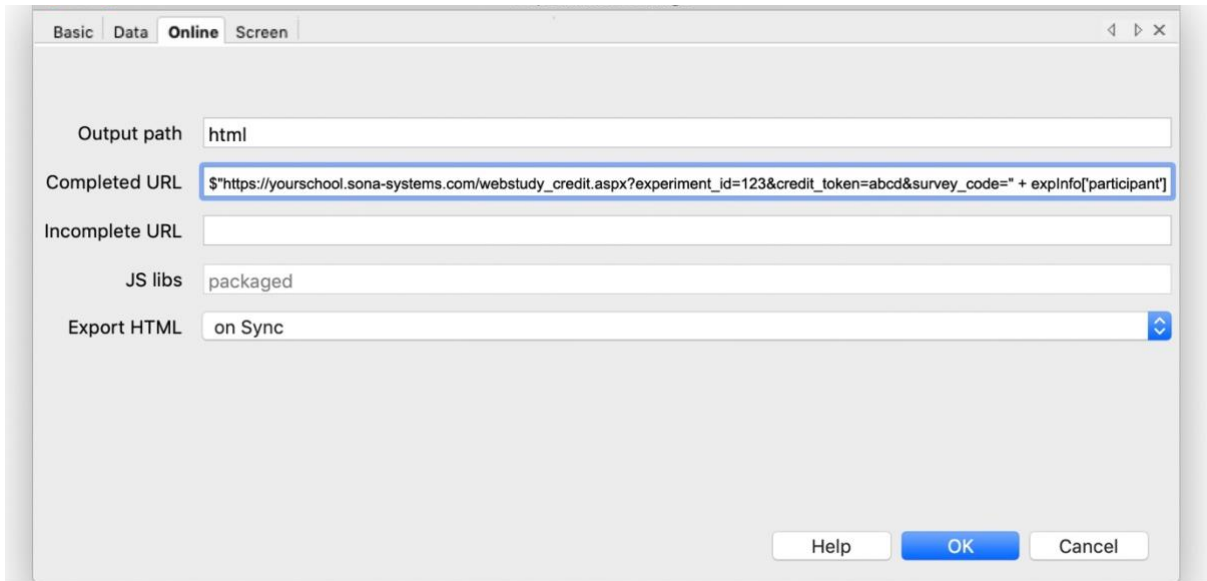 Basic Data Online Screen
Output path html
Completed URL $"https://yourschool.sona-systems.com/webstudy_credit.aspx?experiment_id=123&credit_token=abcd&survey_code=" + expInfo['participant']
Incomplete URL
JS libs packaged
Export HTML on Sync
Help OK Cancel